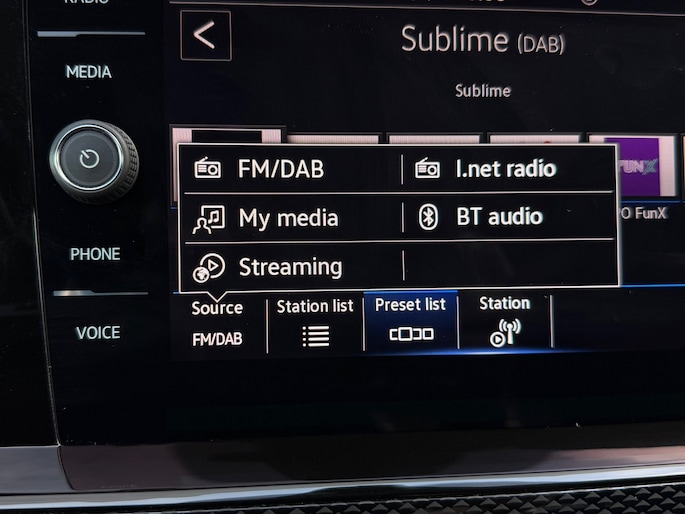 RADIO
Sublime (DAB)
MEDIA
Sublime
FUNX
FM/DAB
I.net radio
My media
BT audio
O FunX
PHONE
Streaming
Source
Station list
Preset list
Station
VOICE
FM/DAB